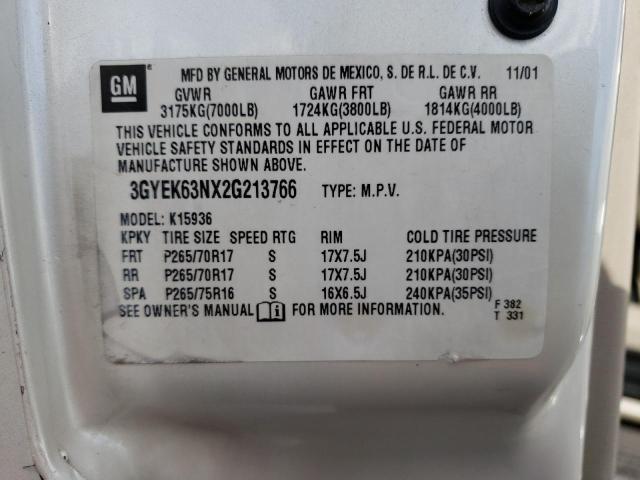 GM ® MFD BY GENERAL MOTORS DE MEXICO, S. DE R.L. DE C.V. 11/01
GVWR GAWR FRT GAWR RR
3175KG(7000LB) 1724KG(3800LB) 1814KG(4000LB)
THIS VEHICLE CONFORMS TO ALL APPLICABLE U.S. FEDERAL MOTOR
VEHICLE SAFETY STANDARDS IN EFFECT ON THE DATE OF
MANUFACTURE SHOWN ABOVE.
3GYEK63NX2G213766 TYPE: M.P.V.
MODEL: K15936
KPKY TIRE SIZE SPEED RTG RIM COLD TIRE PRESSURE
FRT P265/70R17 S 17X7.5J 210KPA(30PSI)
RR P265/70R17 S 17X7.5J 210KPA(30PSI)
SPA P265/75R16 S 16X6.5J 240KPA(35PSI)
SEE OWNER'S MANUAL i FOR MORE INFORMATION.
F 382
T 331